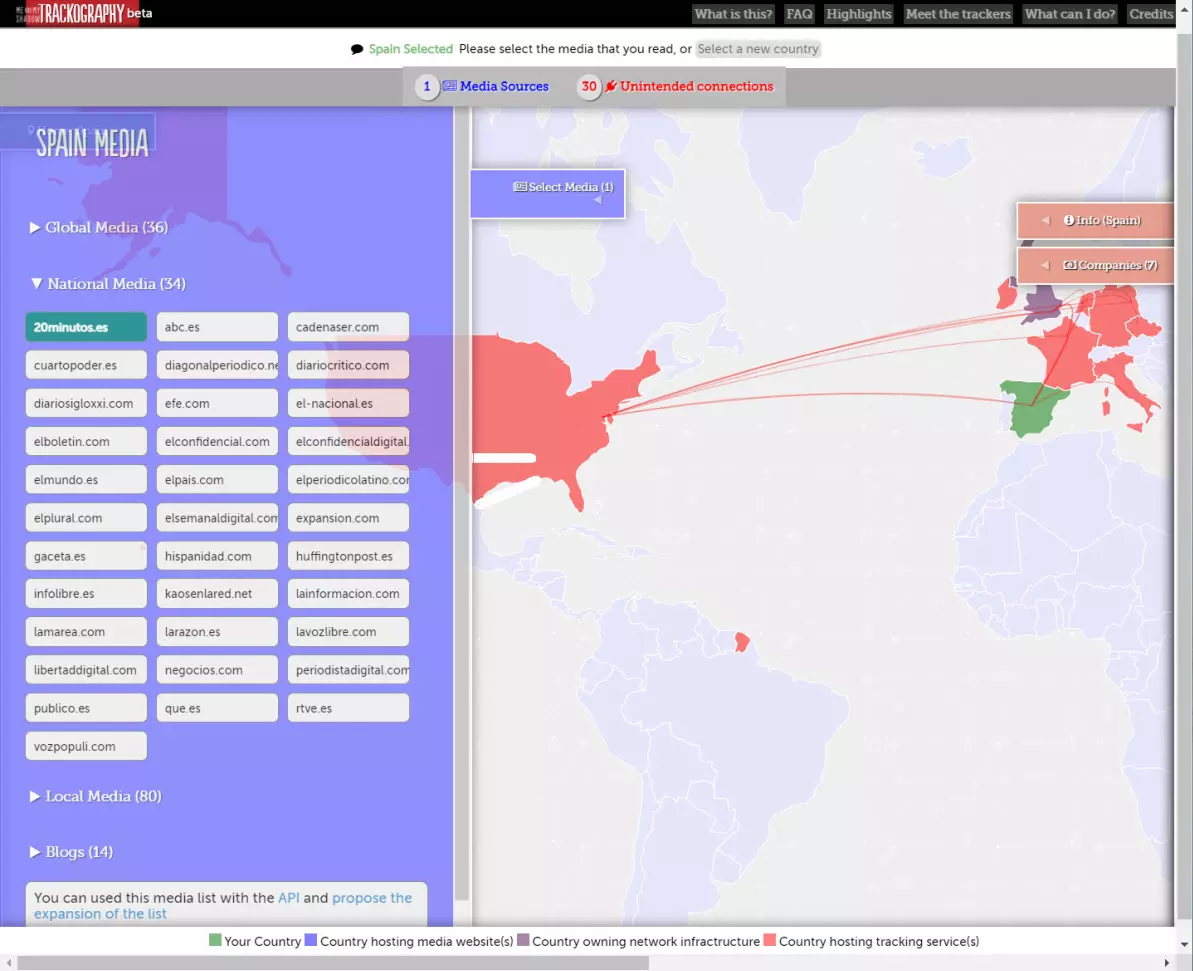 ME AND MY SHADOW TRACKOGRAPHY beta
What is this? FAQ Highlights Meet the trackers What can I do? Credits
Spain Selected Please select the media that you read, or Select a new country
1 Media Sources 30 Unintended connections
SPAIN MEDIA
Select Media (1)
Info (Spain)
Companies (7)
Global Media (36)
National Media (34)
20minutos.es abc.es cadenaser.com
cuartopoder.es diagonalperiodico.ne diariocritico.com
diariosigloxxi.com efe.com el-nacional.es
elboletin.com elconfidencial.com elconfidencialdigital.
elmundo.es elpais.com elperiodicolatino.cor
elplural.com elsemanaldigital.com expansion.com
gaceta.es hispanidad.com huffingtonpost.es
infolibre.es kaosenlared.net lainformacion.com
lamarea.com larazon.es lavozlibre.com
libertaddigital.com negocios.com periodistadigital.com
publico.es que.es rtve.es
vozpopuli.com
Local Media (80)
Blogs (14)
You can used this media list with the API and propose the
expansion of the list
Your Country Country hosting media website(s) Country owning network infractructure Country hosting tracking service(s)